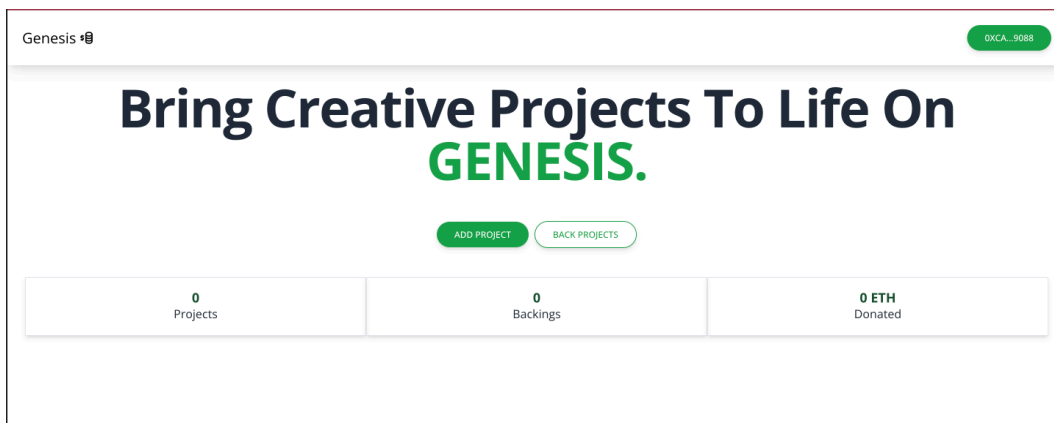 Genesis
0XCA...9088
Bring Creative Projects To Life On
GENESIS.
ADD PROJECT
BACK PROJECTS
0
Projects
0
Backings
0 ETH
Donated